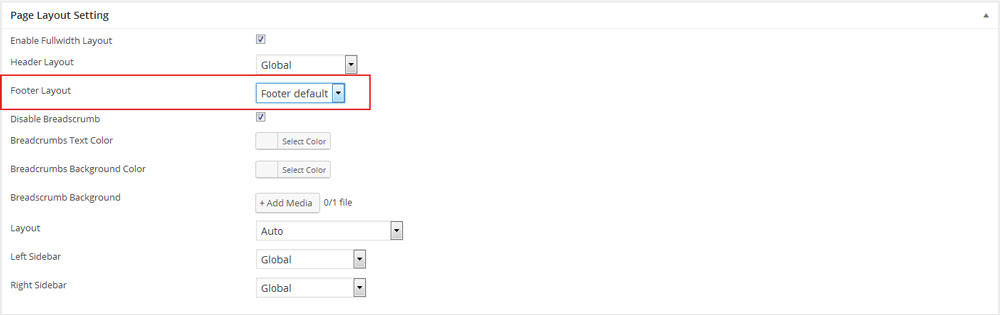 Page Layout Setting
Enable Fullwidth Layout
Header Layout Global
Footer Layout Footer default
Disable Breadscrumb
Breadcrumbs Text Color Select Color
Breadcrumbs Background Color Select Color
Breadscrumb Background + Add Media 0/1 file
Layout Auto
Left Sidebar Global
Right Sidebar Global